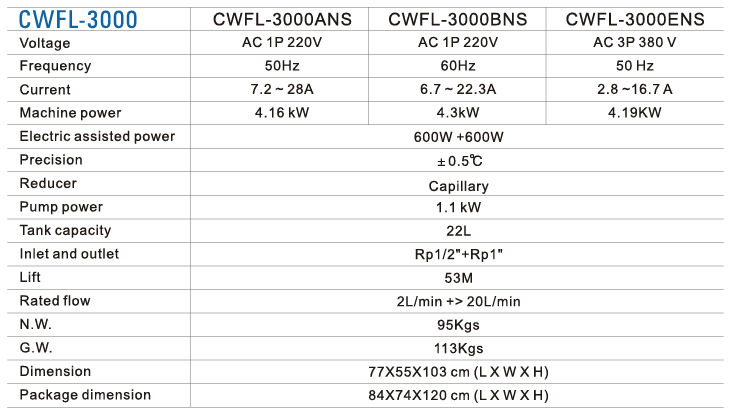 CWFL-3000 CWFL-3000ANS CWFL-3000BNS CWFL-3000ENS
Voltage AC 1P 220V AC 1P 220V AC 3P 380 V
Frequency 50Hz 60Hz 50 Hz
Current 7.2~28A 6.7~22.3A 2.8~16.7 A
Machine power 4.16 kW 4.3kW 4.19KW
Electric assisted power 600W +600W
Precision ±0.5℃
Reducer Capillary
Pump power 1.1 kW
Tank capacity 22L
Inlet and outlet Rp1/2"+Rp1"
Lift 53M
Rated flow 2L/min +> 20L/min
N.W. 95Kgs
G.W. 113Kgs
Dimension 77X55X103 cm (L X W X H)
Package dimension 84X74X120 cm (L X W X H)